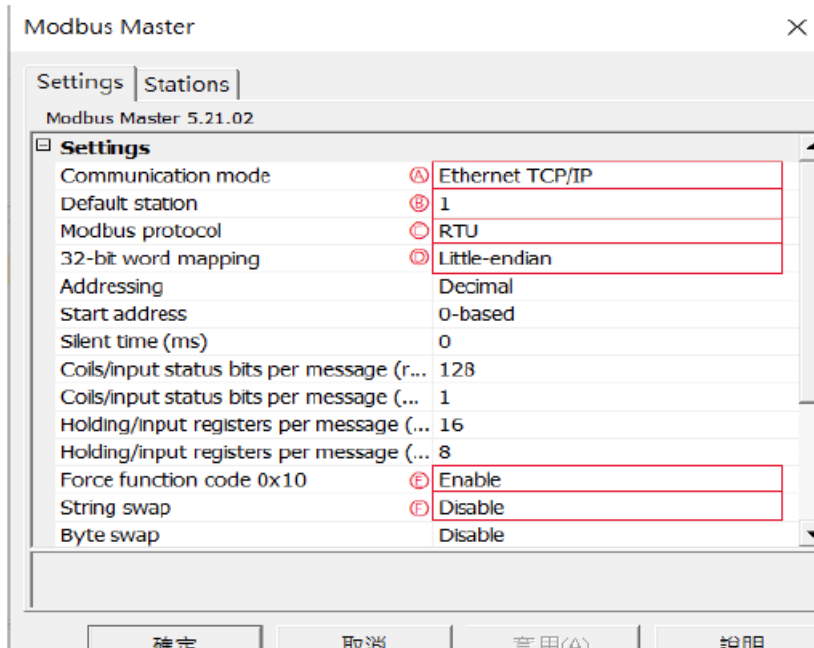 Modbus Master
Settings Stations
Modbus Master 5.21.02
Settings
Communication mode Ⓐ Ethernet TCP/IP
Default station Ⓑ 1
Modbus protocol Ⓒ RTU
32-bit word mapping Ⓓ Little-endian
Addressing Decimal
Start address 0-based
Silent time (ms) 0
Coils/input status bits per message (r... 128
Coils/input status bits per message (... 1
Holding/input registers per message (... 16
Holding/input registers per message (... 8
Force function code 0x10 Ⓔ Enable
String swap Ⓕ Disable
Byte swap Disable
確定 取消 套用(A) 說明